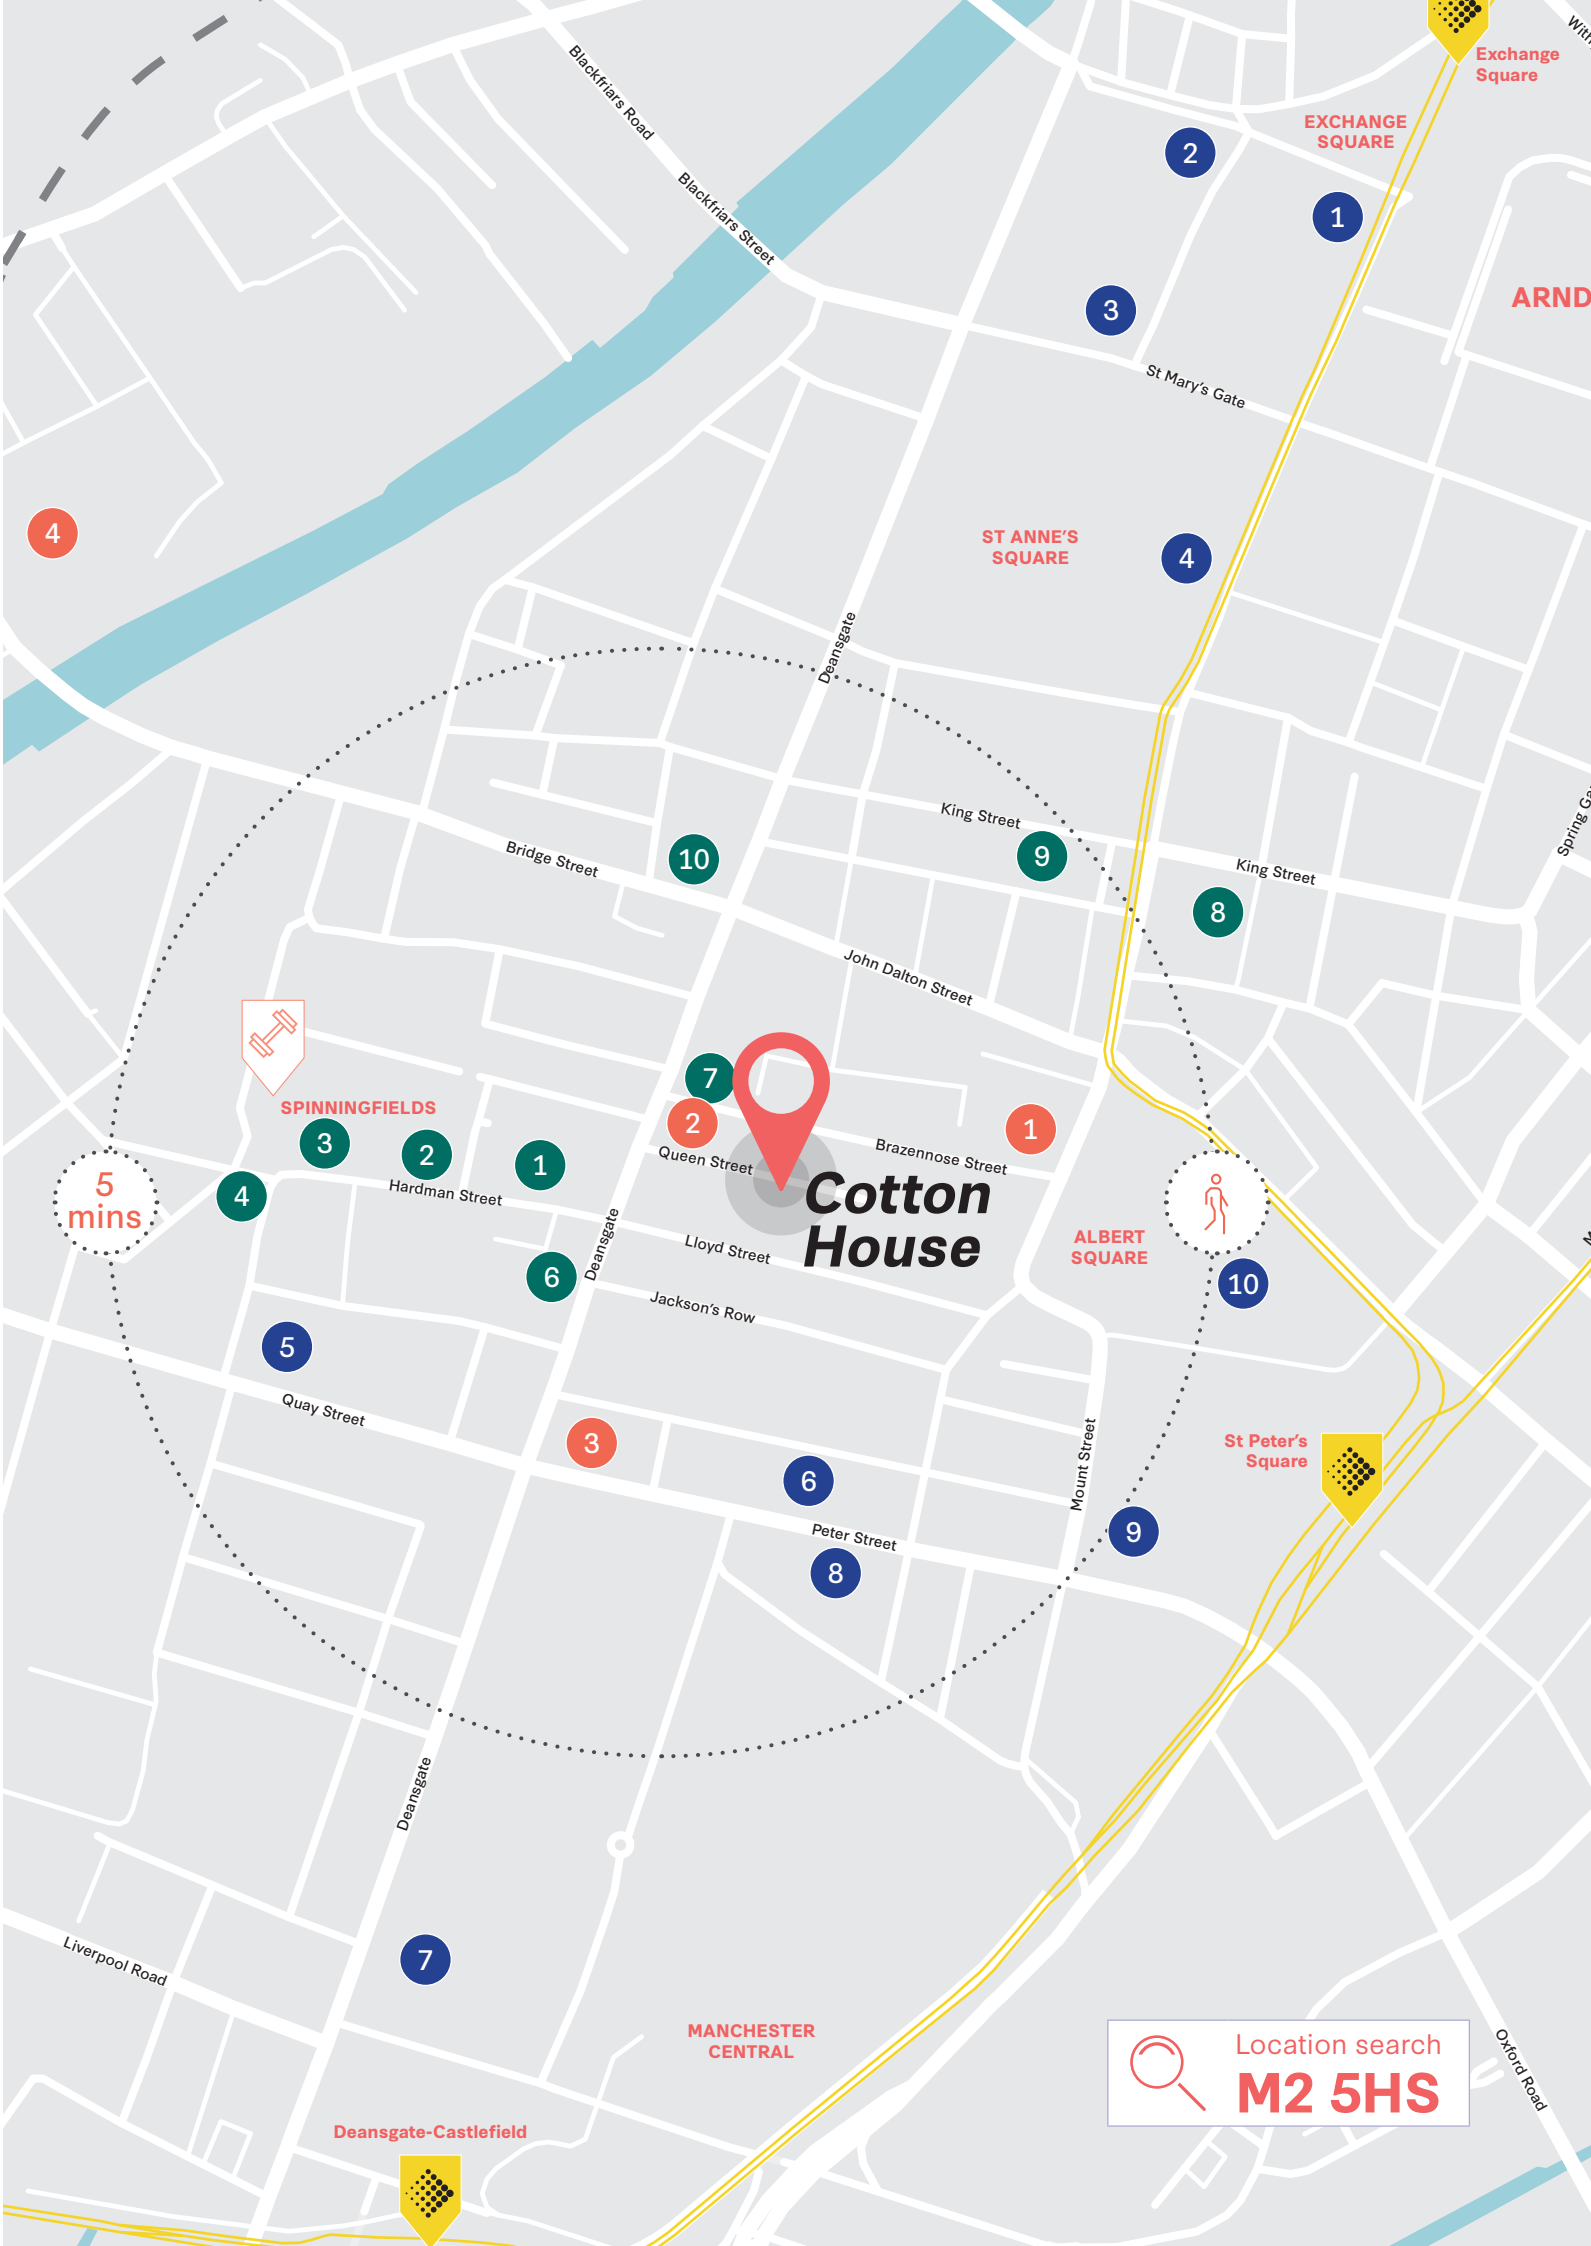 With
Exchange
Square
EXCHANGE
SQUARE
Blackfriars Road
2
Blackfriars Street
1
ARND
3
St Mary's Gate
4
ST ANNE'S
SQUARE
4
Deansgate
King Street
Spring Ga
Bridge Street
10
9
King Street
8
John Dalton Street
7
SPINNINGFIELDS
2
1
3
2
1
Queen Street
Brazennose Street
5
mins
4
Hardman Street
Cotton
House
Deansgate
Lloyd Street
ALBERT
SQUARE
6
10
Jackson's Row
5
Quay Street
3
Mount Street
St Peter's
Square
6
Peter Street
9
8
Deansgate
Liverpool Road
7
MANCHESTER
CENTRAL
Location search
M2 5HS
Oxford Road
Deansgate-Castlefield